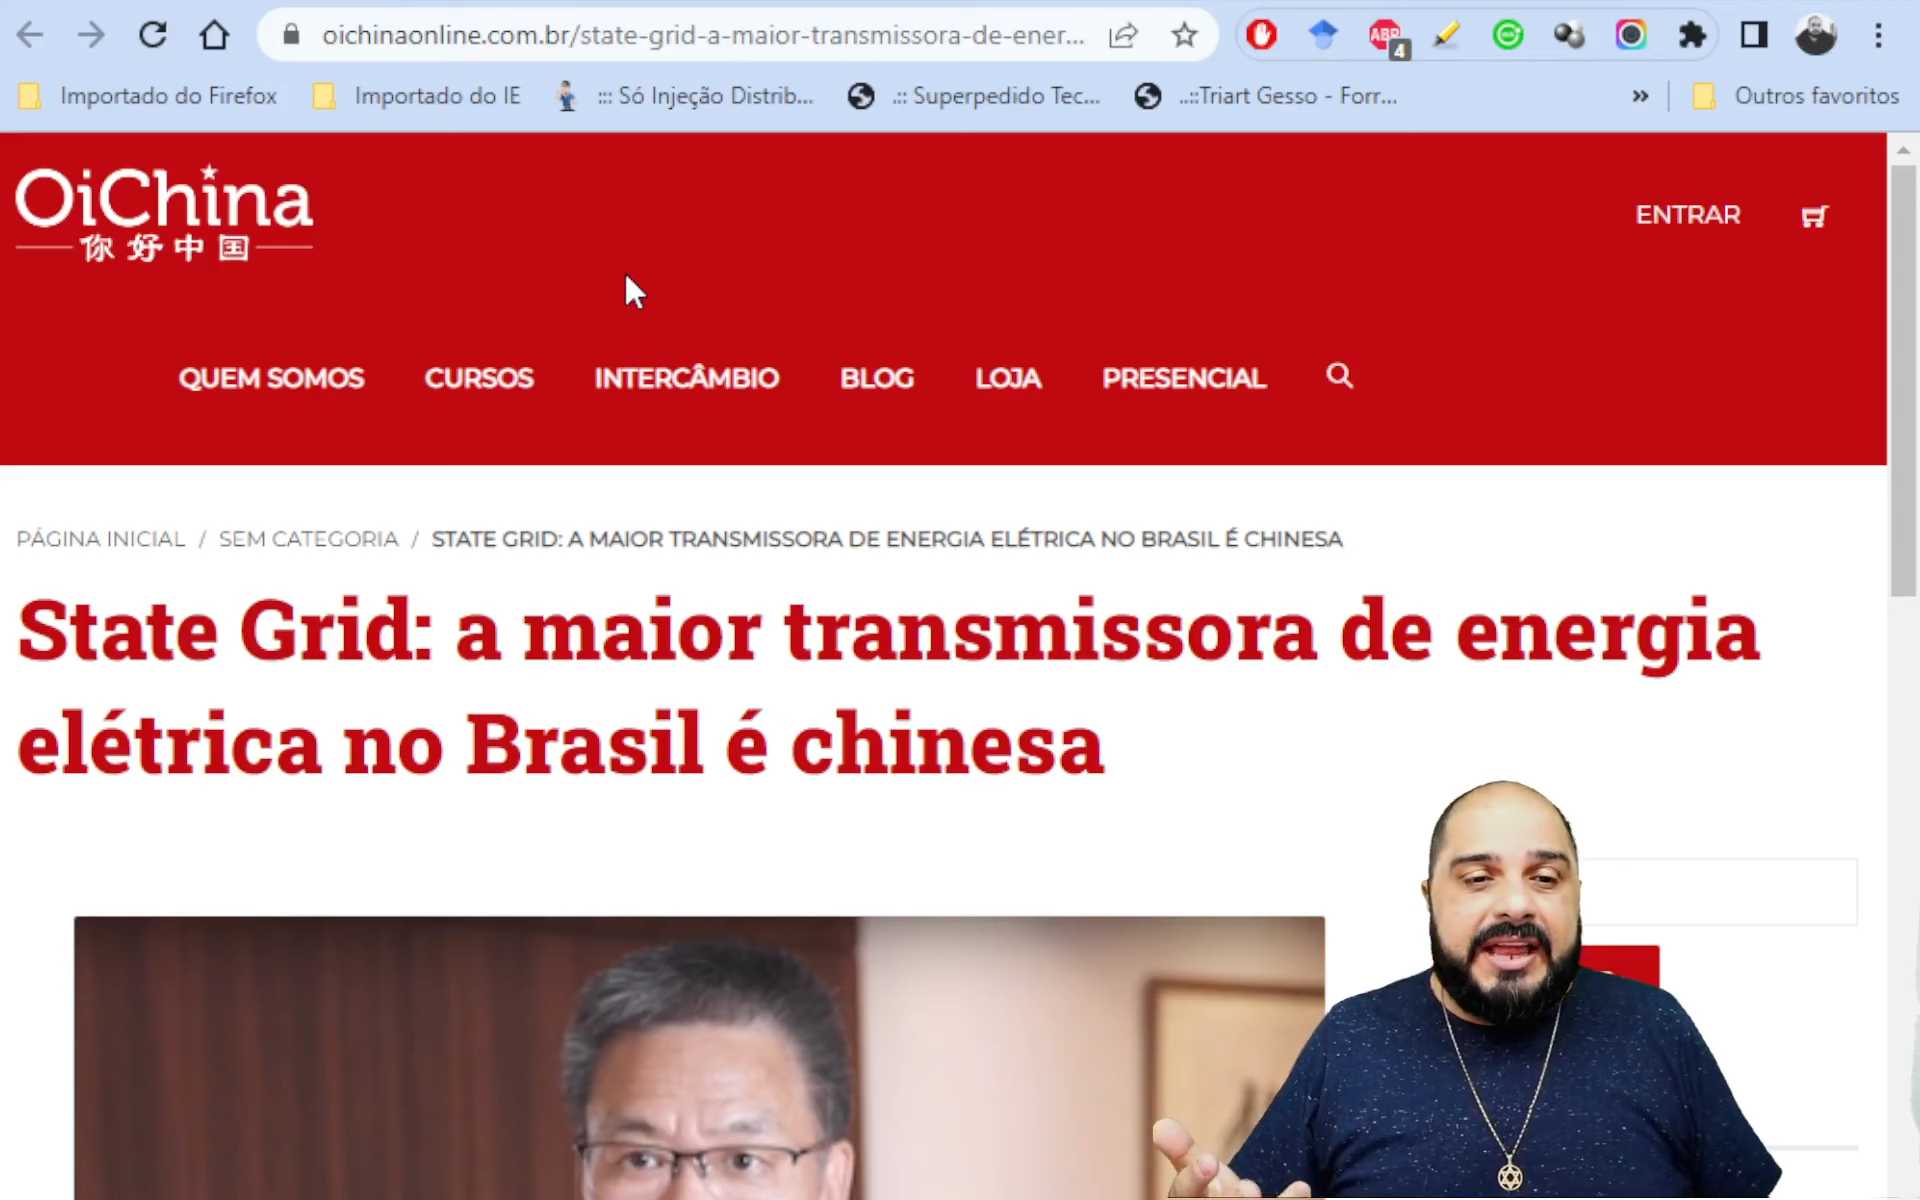 oichinaonline.com.br/state-grid-a-maior-transmissora-de-ener...
ABP
4
Importado do Firefox
Importado do IE
::: Só Injeção Distrib...
.:: Superpedido Tec...
..::Triart Gesso - Forr...
»
Outros favoritos
OiChina
你好中国
ENTRAR
QUEM SOMOS
CURSOS
INTERCÂMBIO
BLOG
LOJA
PRESENCIAL
PÁGINA INICIAL / SEM CATEGORIA / STATE GRID: A MAIOR TRANSMISSORA DE ENERGIA ELÉTRICA NO BRASIL É CHINESA
State Grid: a maior transmissora de energia
elétrica no Brasil é chinesa